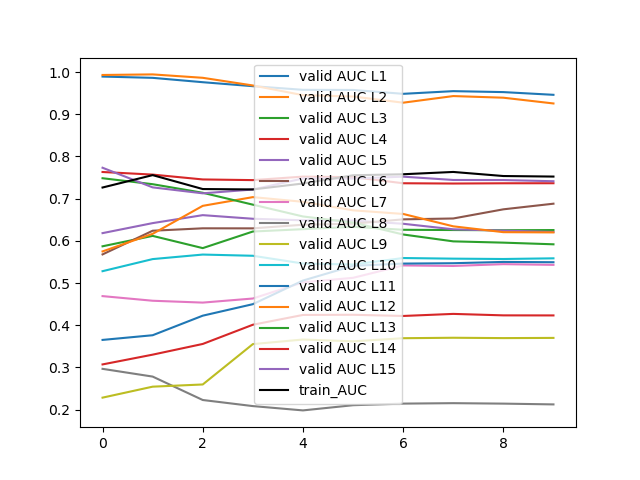 1.0
0.9
0.8
0.7
0.6
0.5
0.4
0.3
0.2
0 2 4 6 8
valid AUC L1
valid AUC L2
valid AUC L3
valid AUC L4
valid AUC L5
valid AUC L6
valid AUC L7
valid AUC L8
valid AUC L9
valid AUC L10
valid AUC L11
valid AUC L12
valid AUC L13
valid AUC L14
valid AUC L15
train_AUC